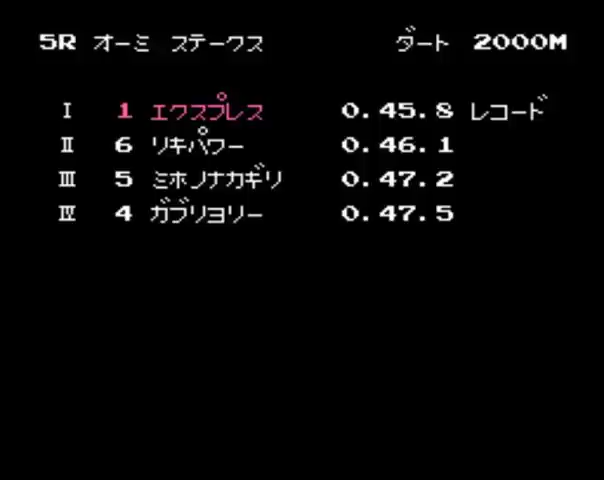 5R オーミ ステークス ダート 2000M
I 1 エクスプレス 0.45.8 レコード
II 6 リキパワー 0.46.1
III 5 ミホノナカギリ 0.47.2
IV 4 ガブリヨリー 0.47.5